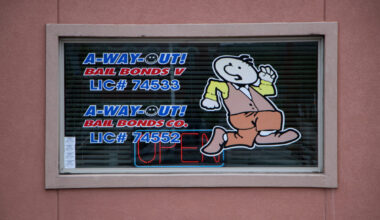 A-WAY-OUT!
BAIL BONDS V
LIC# 74533
A-WAY-OUT!
BAIL BONDS CO.
LIC# 74552
OPEN